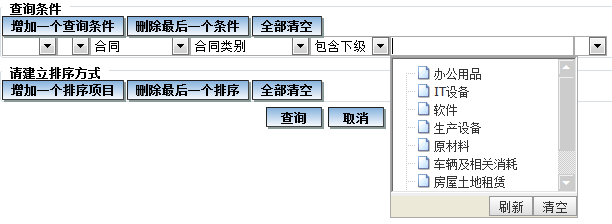 查询条件
增加一个查询条件 删除最后一个条件 全部清空
合同 合同类别 包含下级
请建立排序方式
增加一个排序项目 删除最后一个排序 全部清空
查询 取消
办公用品
IT设备
软件
生产设备
原材料
车辆及相关消耗
房屋土地租赁
刷新 清空